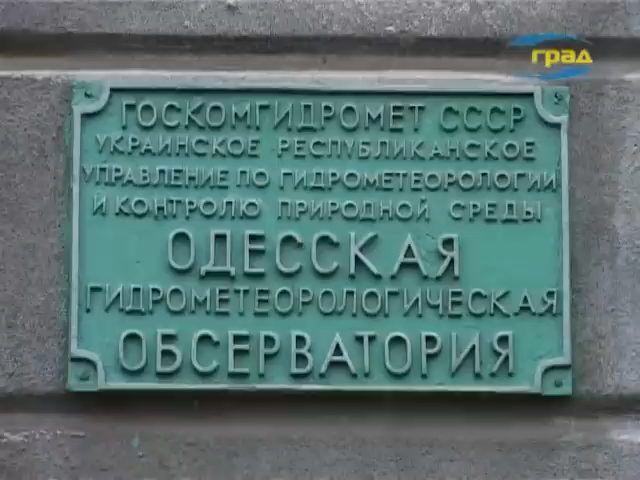 град
ГОСКОМГИДРОМЕТ СССР
УКРАИНСКОЕ РЕСПУБЛИКАНСКОЕ
УПРАВЛЕНИЕ ПО ГИДРОМЕТЕОРОЛОГИИ
И КОНТРОЛЮ ПРИРОДНОЙ СРЕДЫ
ОДЕССКАЯ
ГИДРОМЕТЕОРОЛОГИЧЕСКАЯ
ОБСЕРВАТОРИЯ